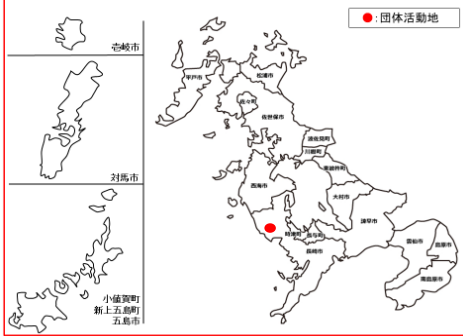 ●:団体活動地
壱岐市
対馬市
小値賀町
新上五島町
五島市
平戸市
松浦市
佐々町
佐世保市
波佐見町
川棚町
東彼杵町
西海市
大村市
諫早市
時津町
長与町
長崎市
雲仙市
島原市
南島原市